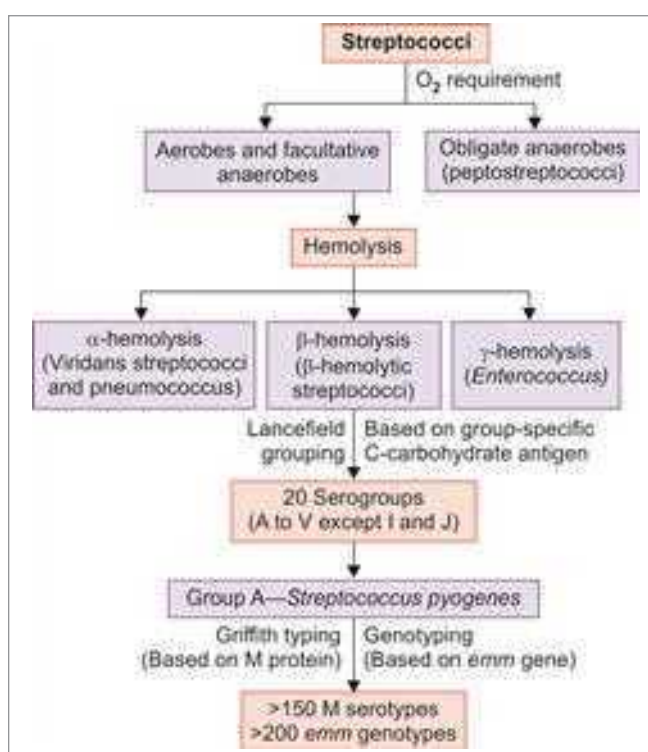 Streptococci
O₂ requirement
Aerobes and facultative
anaerobes
Obligate anaerobes
(peptostreptococci)
Hemolysis
α-hemolysis
(Viridans streptococci
and pneumococcus)
β-hemolysis
(β-hemolytic
streptococci)
γ-hemolysis
(Enterococcus)
Lancefield
grouping
Based on group-specific
C-carbohydrate antigen
20 Serogroups
(A to V except I and J)
Group A—Streptococcus pyogenes
Griffith typing
(Based on M protein)
Genotyping
(Based on emm gene)
>150 M serotypes
>200 emm genotypes